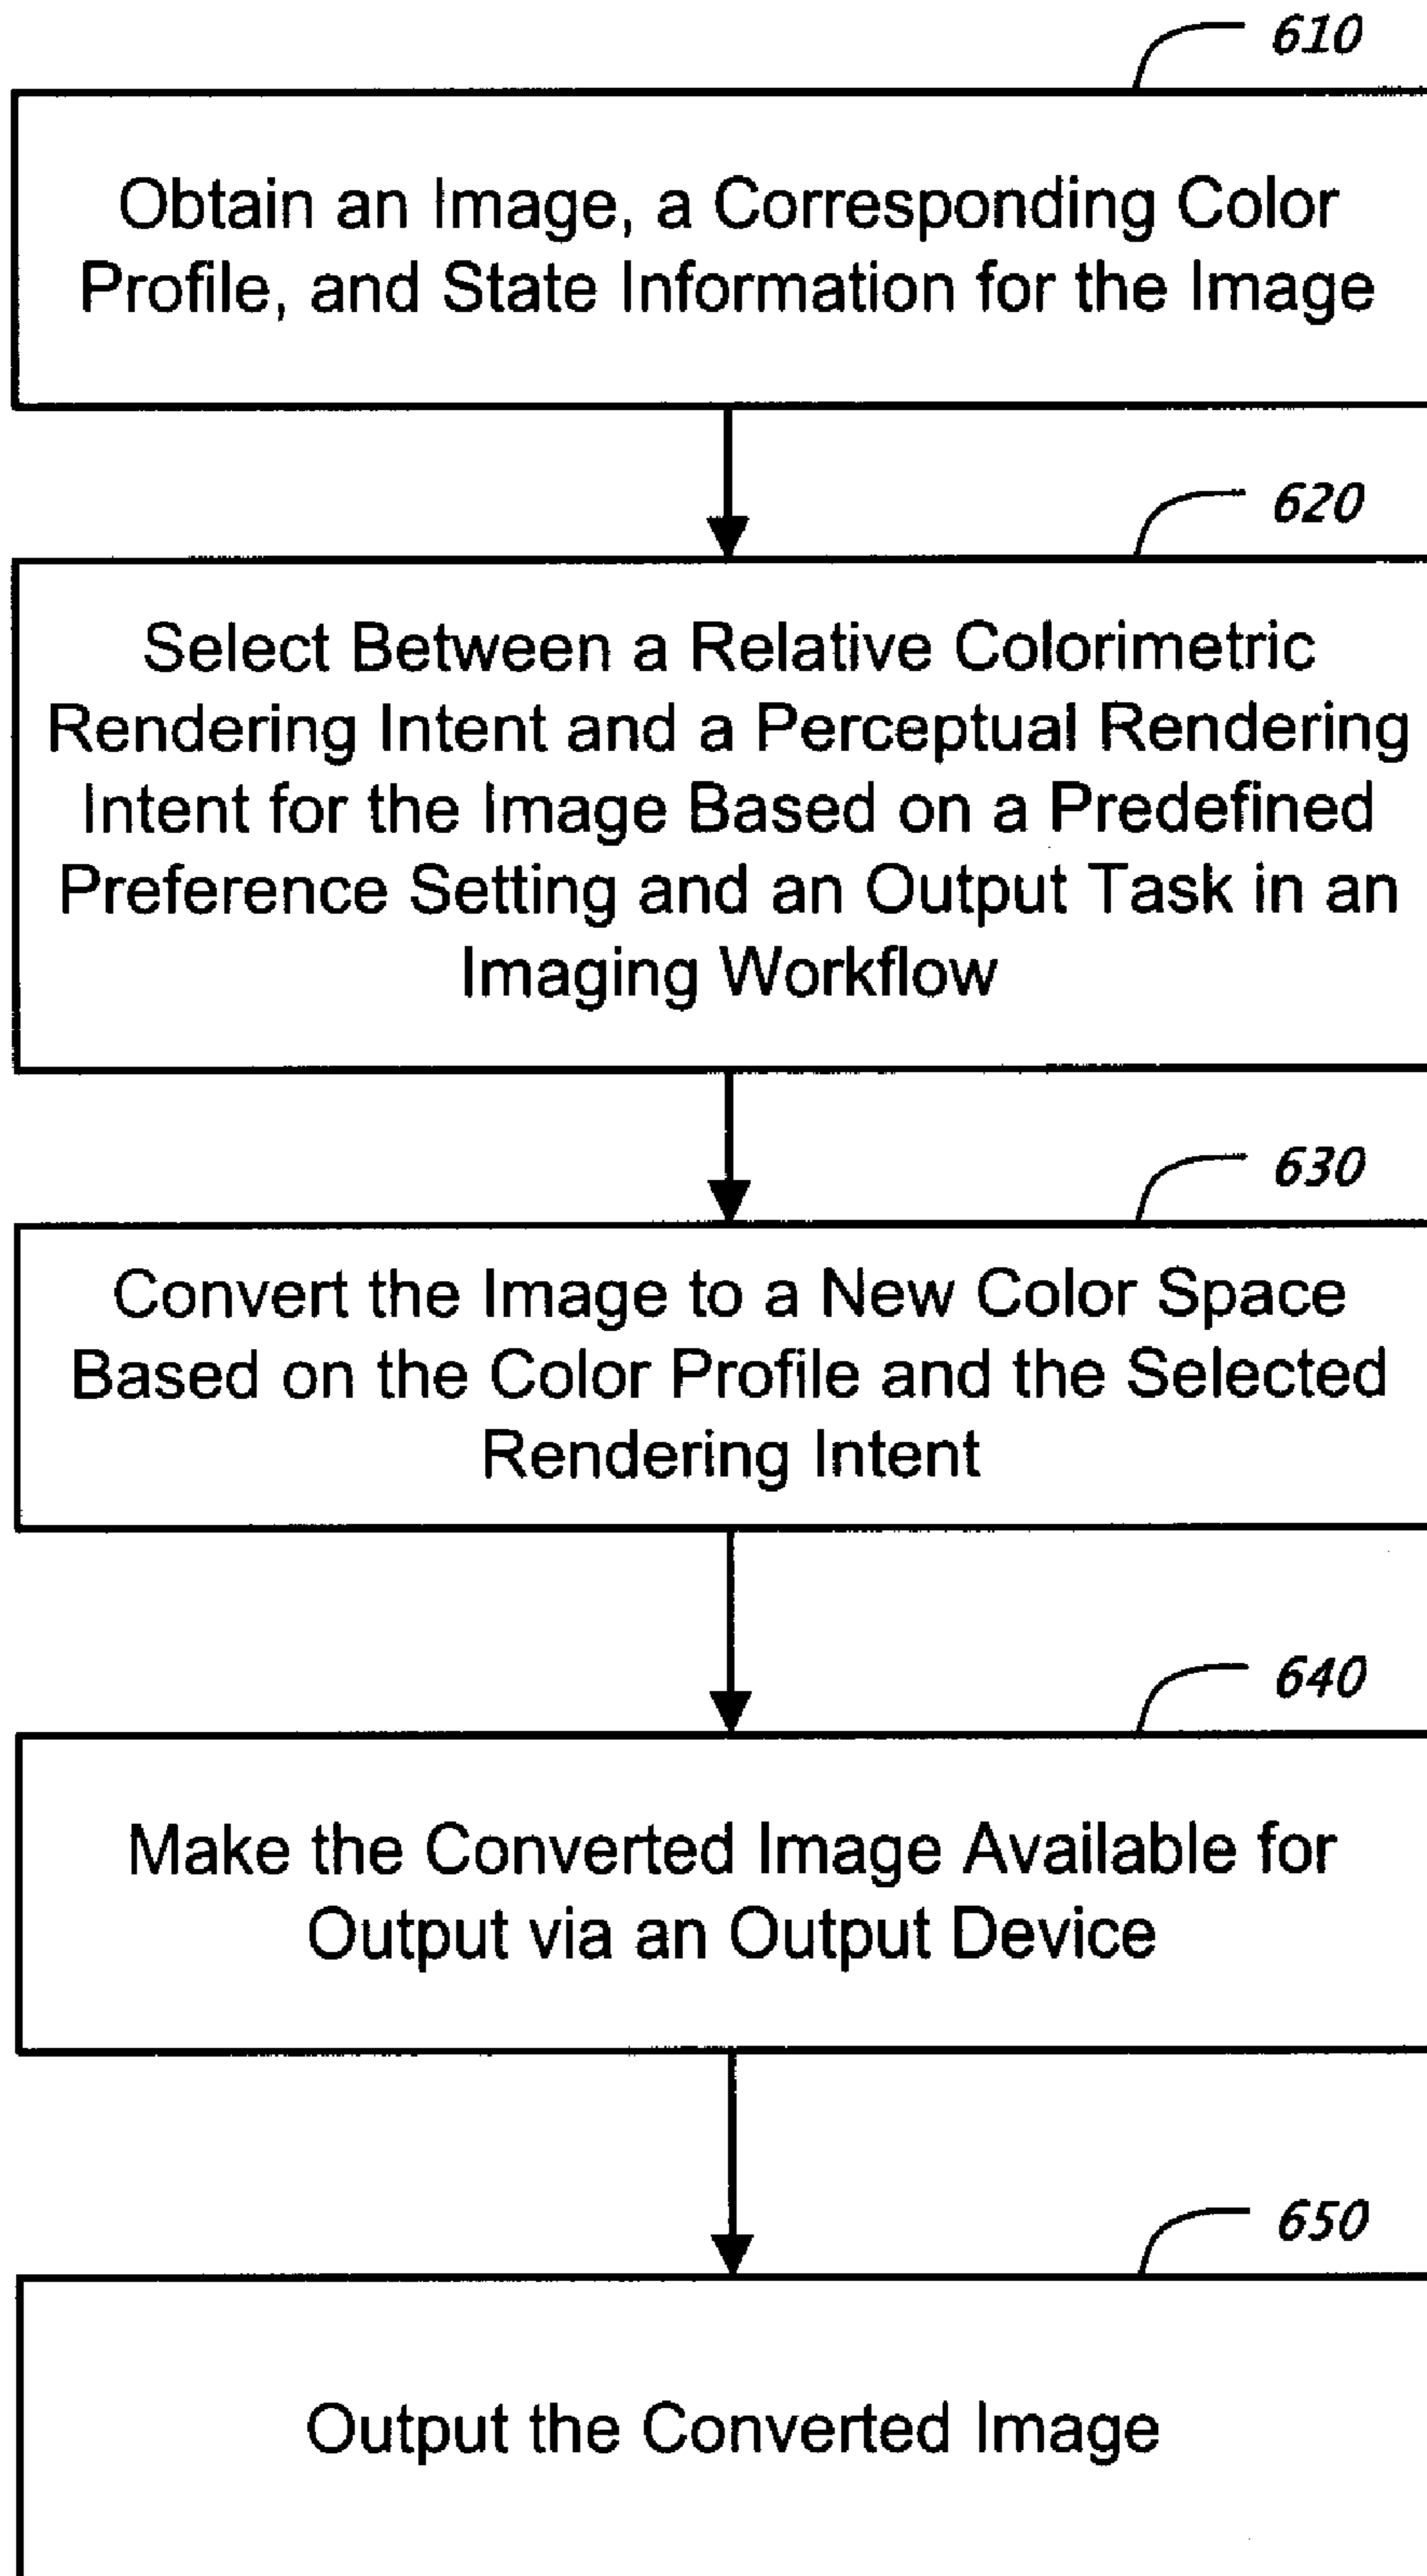 610
Obtain an Image, a Corresponding Color
Profile, and State Information for the Image
620
Select Between a Relative Colorimetric
Rendering Intent and a Perceptual Rendering
Intent for the Image Based on a Predefined
Preference Setting and an Output Task in an
Imaging Workflow
630
Convert the Image to a New Color Space
Based on the Color Profile and the Selected
Rendering Intent
640
Make the Converted Image Available for
Output via an Output Device
650
Output the Converted Image